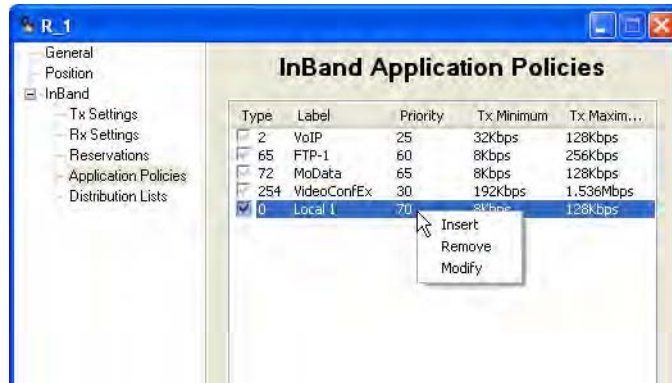 R_1
General
Position
InBand
Tx Settings
Rx Settings
Reservations
Application Policies
Distribution Lists
InBand Application Policies
Type Label Priority Tx Minimum Tx Maxim...
2 VoIP 25 32Kbps 128Kbps
65 FTP-1 60 8Kbps 256Kbps
72 MoData 65 8Kbps 128Kbps
254 VideoConfEx 30 192Kbps 1.536Mbps
0 Local 1 70 8Kbps 128Kbps
Insert
Remove
Modify